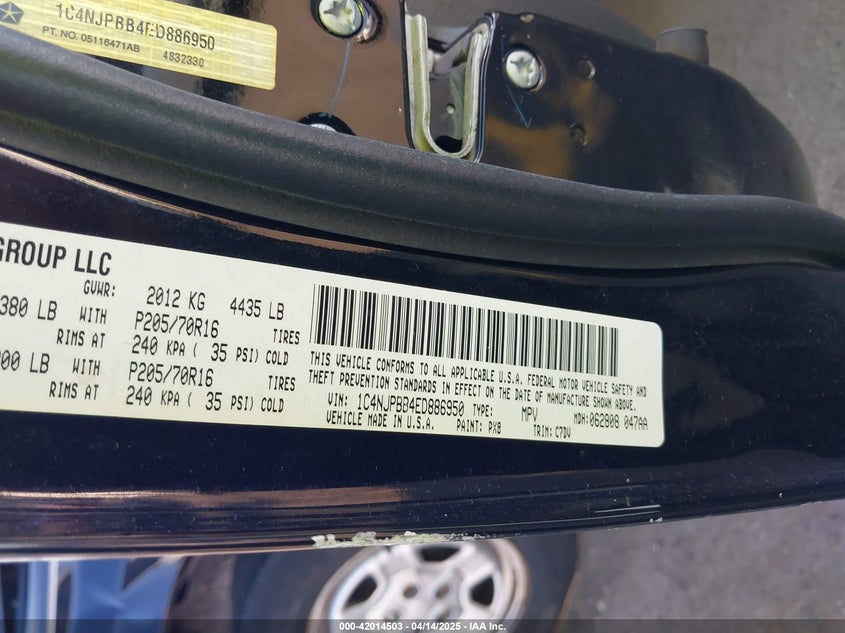 1C4NJPBB4ED886950
PT. NO. 05116471AB 4832330
GROUP LLC
GVWR: 2012 KG 4435 LB
380 LB WITH P205/70R16 TIRES
RIMS AT 240 KPA ( 35 PSI) COLD
00 LB WITH P205/70R16 TIRES
RIMS AT 240 KPA ( 35 PSI) COLD
THIS VEHICLE CONFORMS TO ALL APPLICABLE U.S.A. FEDERAL MOTOR VEHICLE SAFETY AND
THEFT PREVENTION STANDARDS IN EFFECT ON THE DATE OF MANUFACTURE SHOWN ABOVE.
VIN: 1C4NJPBB4ED886950 TYPE: MPV MDH:062808 047AA
VEHICLE MADE IN U.S.A. PAINT: PX8 TRIM: C7DV
000-42014503 - 04/14/2025 - IAA Inc.